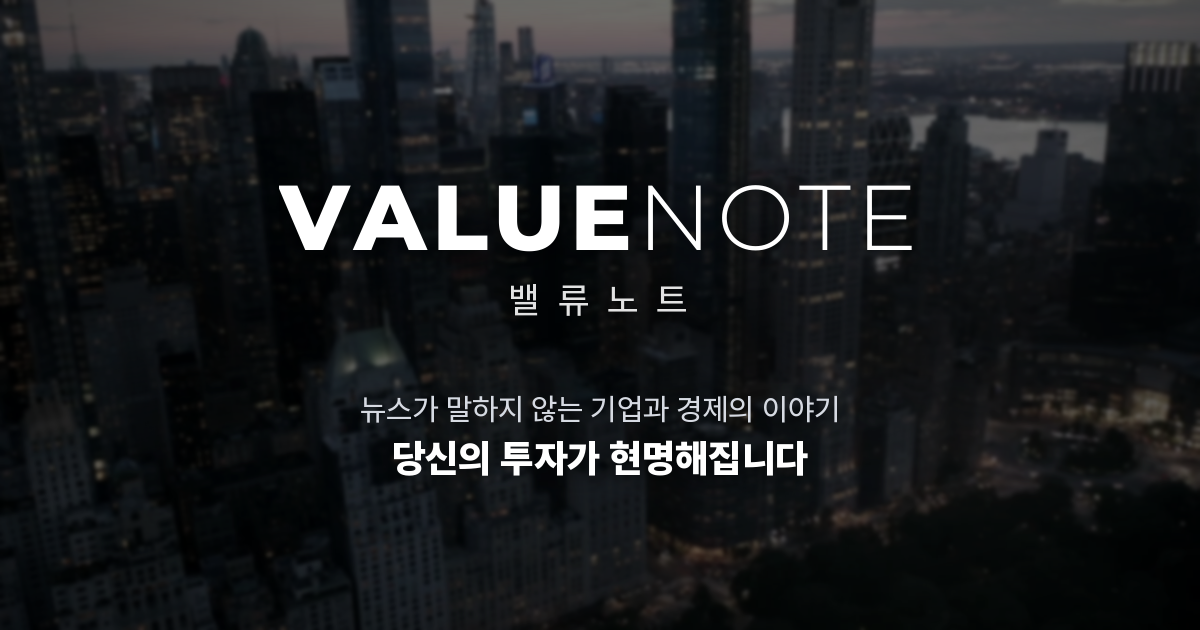 VALUENOTE
밸류노트
뉴스가 말하지 않는 기업과 경제의 이야기
당신의 투자가 현명해집니다